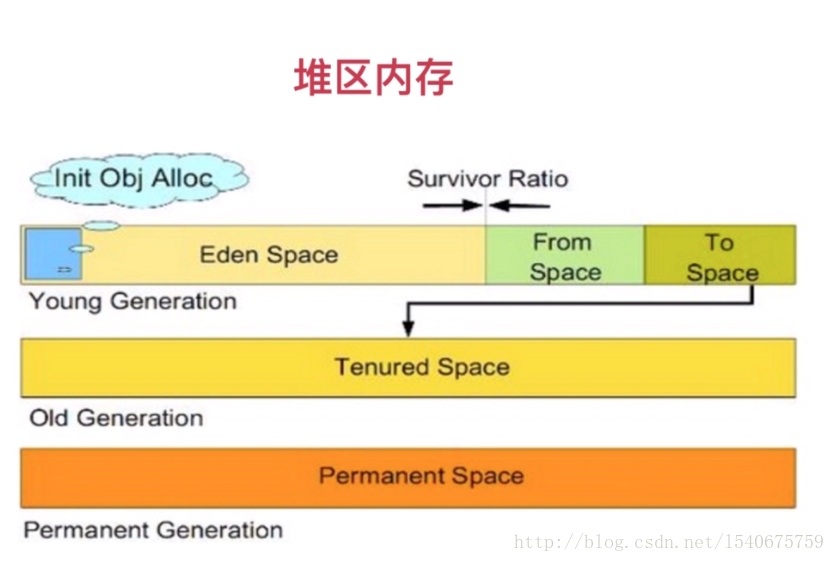 堆区内存
Init Obj Alloc
Survivor Ratio
Eden Space
From
Space
To
Space
Young Generation
Tenured Space
Old Generation
Permanent Space
Permanent Generation
http://blog.csdn.net/1540675759